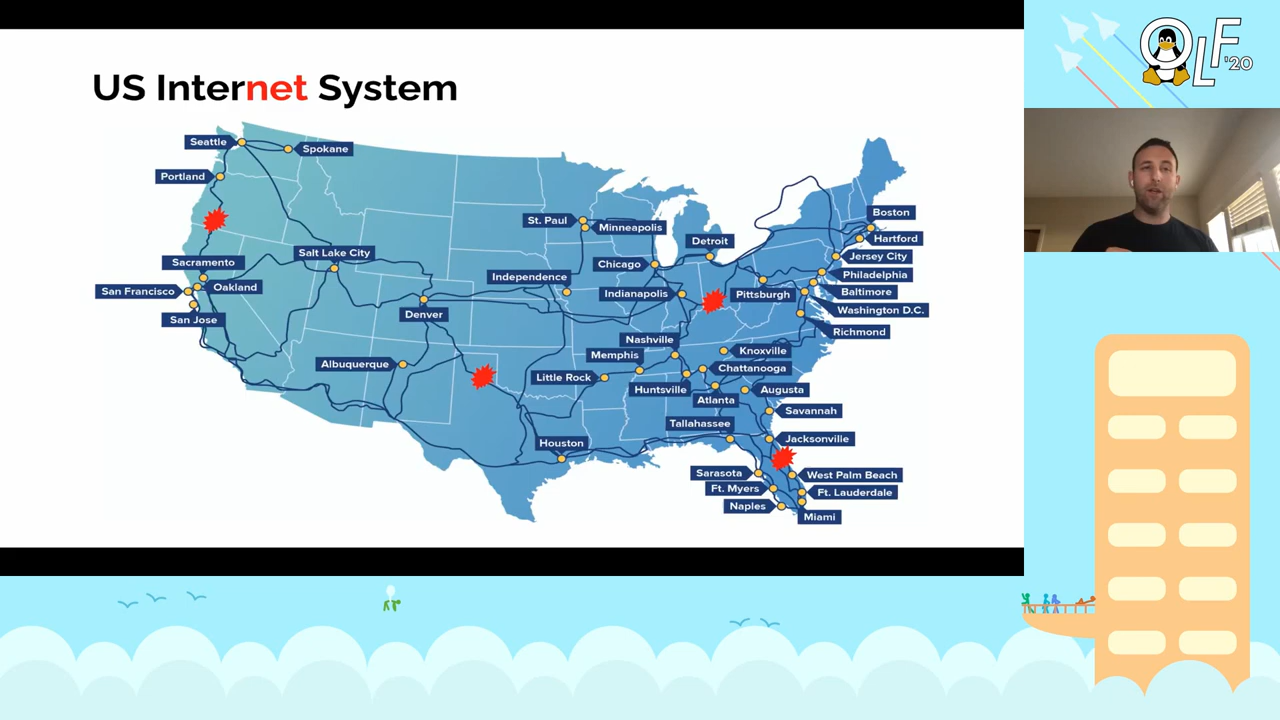 US Internet System
Seattle
Spokane
Portland
Sacramento
San Francisco
Oakland
San Jose
Salt Lake City
Denver
Albuquerque
St. Paul
Minneapolis
Independence
Chicago
Detroit
Indianapolis
Pittsburgh
Boston
Hartford
Jersey City
Philadelphia
Baltimore
Washington D.C.
Richmond
Nashville
Memphis
Little Rock
Knoxville
Chattanooga
Huntsville
Atlanta
Augusta
Savannah
Tallahassee
Jacksonville
Houston
Sarasota
West Palm Beach
Ft. Myers
Ft. Lauderdale
Naples
Miami
OLF '20